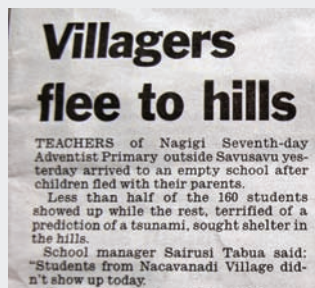 Villagers
flee to hills
TEACHERS of Nagigi Seventh-day
Adventist Primary outside Savusavu yes-
terday arrived to an empty school after
children fled with their parents.
Less than half of the 160 students
showed up while the rest, terrified of a
prediction of a tsunami, sought shelter in
the hills.
School manager Sairusi Tabua said:
"Students from Nacavanadi Village did-
n't show up today.